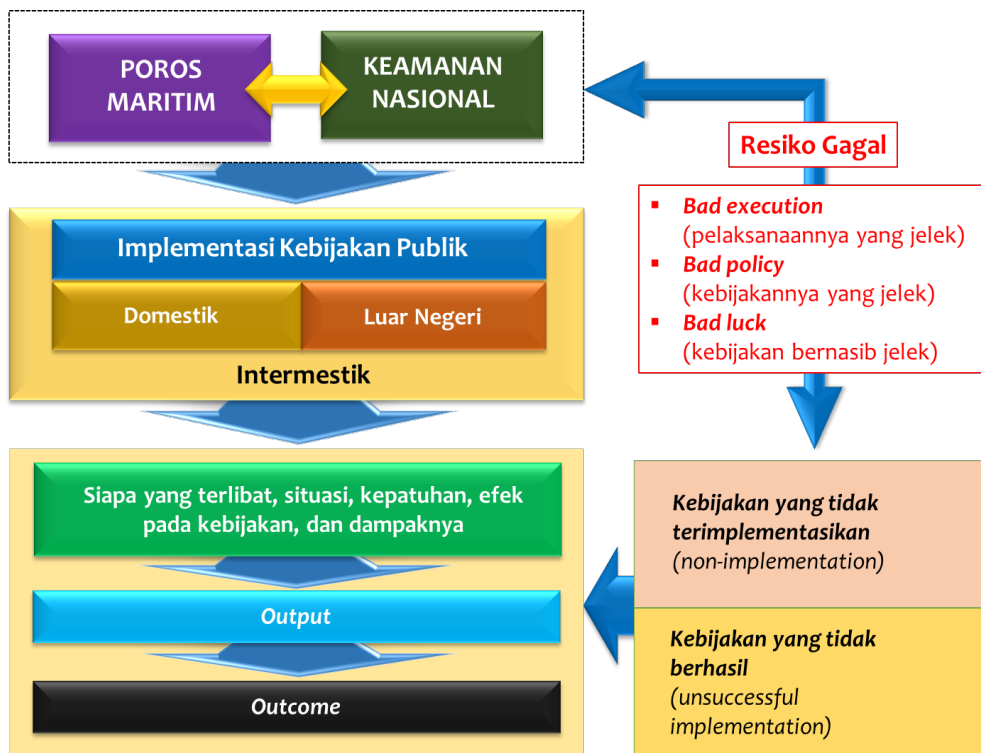 POROS
MARITIM
KEAMANAN
NASIONAL
Implementasi Kebijakan Publik
Domestik
Luar Negeri
Intermestik
Siapa yang terlibat, situasi, kepatuhan, efek
pada kebijakan, dan dampaknya
Output
Outcome
Resiko Gagal
▪ Bad execution
(pelaksanaannya yang jelek)
▪ Bad policy
(kebijakannya yang jelek)
▪ Bad luck
(kebijakan bernasib jelek)
Kebijakan yang tidak
terimplementasikan
(non-implementation)
Kebijakan yang tidak
berhasil
(unsuccessful
implementation)